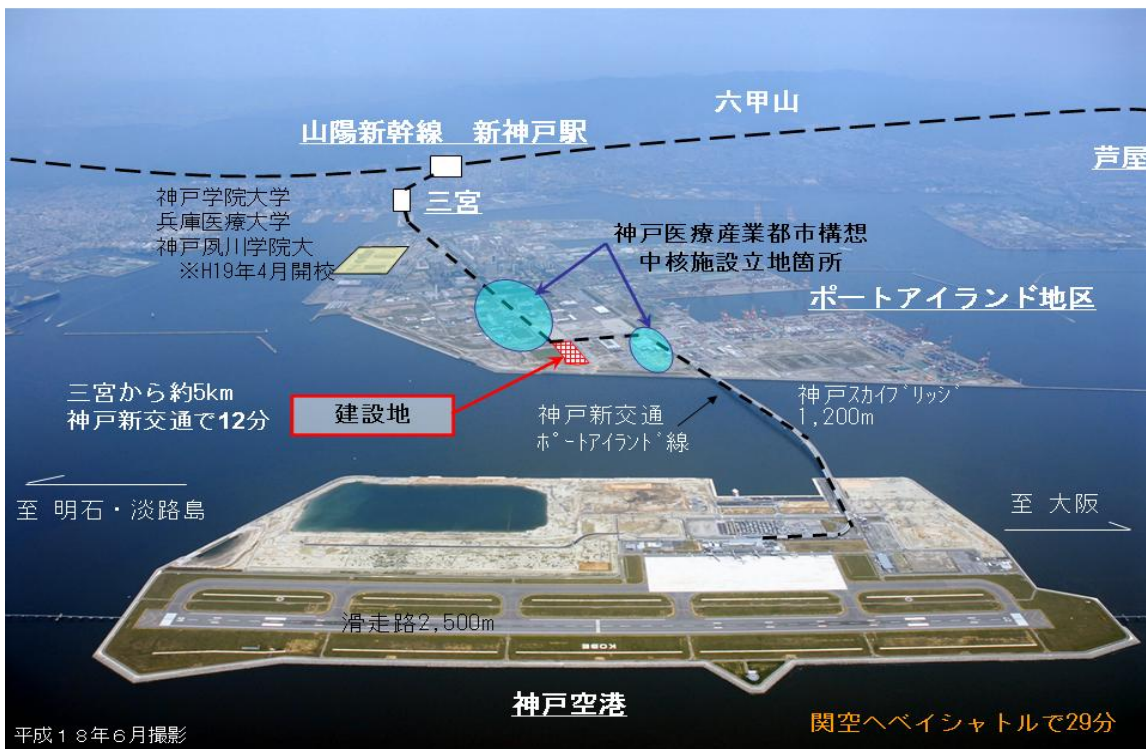 六甲山
山陽新幹線　新神戸駅
芦屋
三宮
神戸学院大学
兵庫医療大学
神戸夙川学院大
※H19年4月開校
神戸医療産業都市構想
中核施設立地箇所
ポートアイランド地区
三宮から約5km
神戸新交通で12分
建設地
神戸新交通
ﾎﾟｰﾄｱｲﾗﾝﾄﾞ線
神戸ｽｶｲﾌﾞﾘｯｼﾞ
1,200m
至 明石・淡路島
至 大阪
滑走路2,500m
KOBE
神戸空港
関空へベイシャトルで29分
平成１８年６月撮影